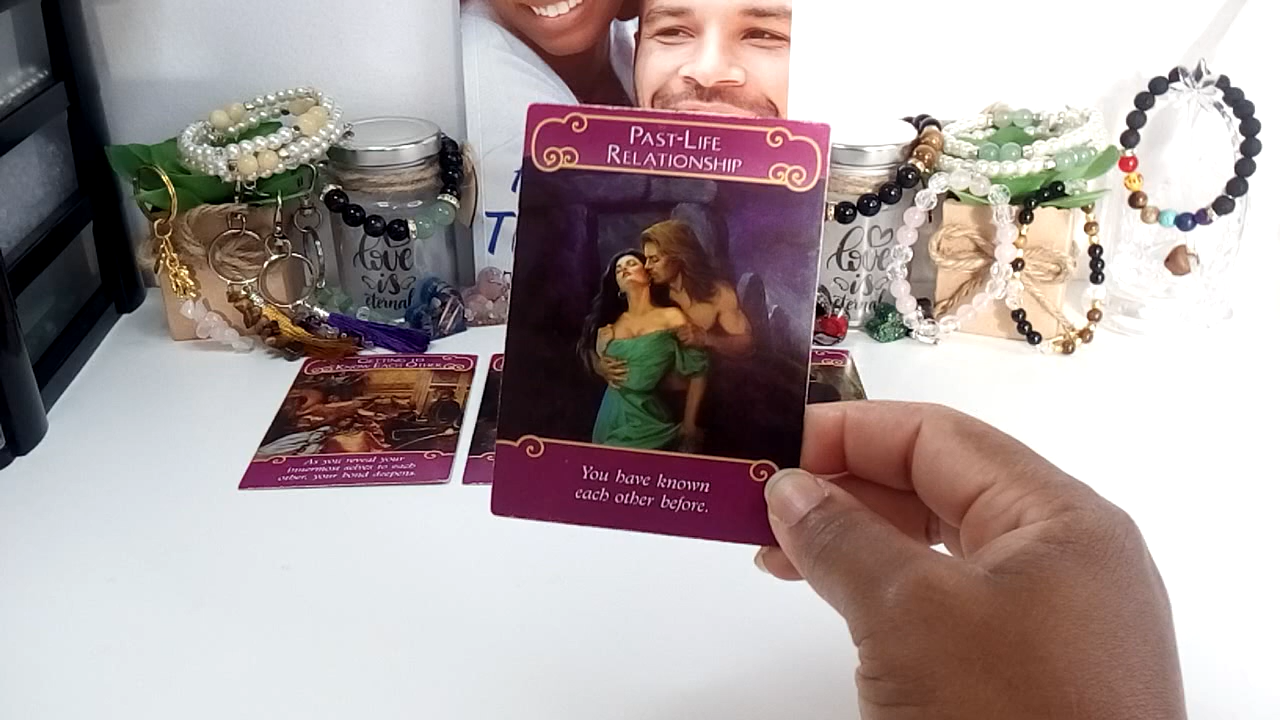 PAST-LIFE
RELATIONSHIP
You have known
each other before.
GETTING TO
KNOW EACH OTHER
As you reveal your
innermost selves to each
other, your bond deepens.
love
is
eternal
love
is
eternal
T